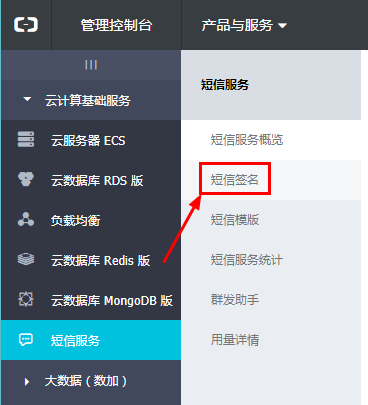 管理控制台 产品与服务
云计算基础服务
云服务器 ECS
云数据库 RDS 版
负载均衡
云数据库 Redis 版
云数据库 MongoDB 版
短信服务
大数据（数加）
短信服务
短信服务概览
短信签名
短信模版
短信服务统计
群发助手
用量详情